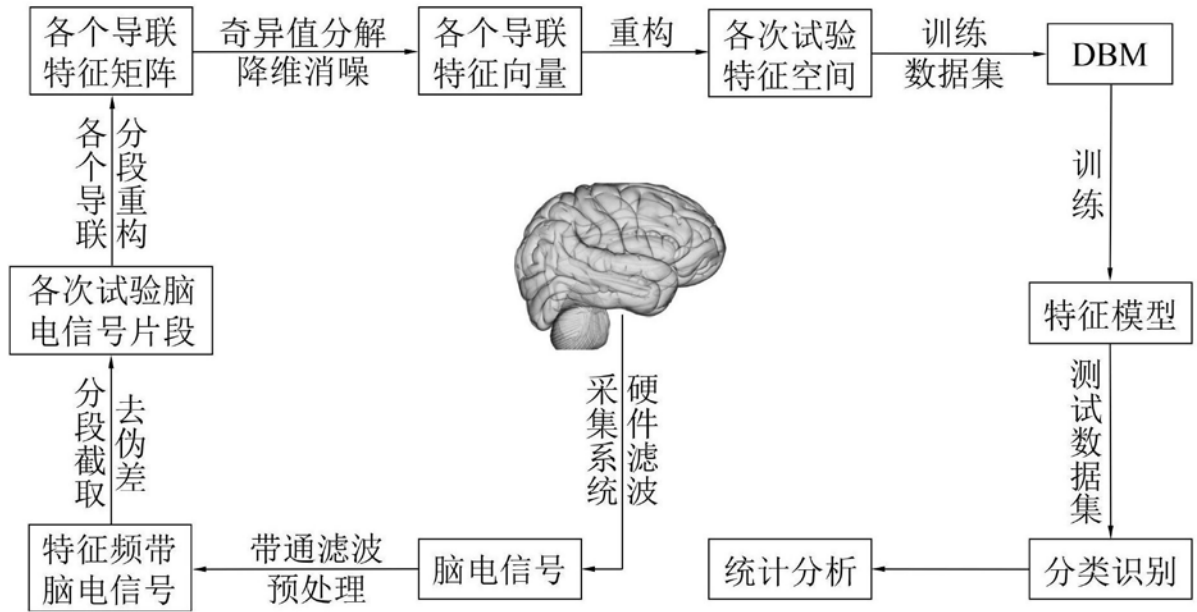 各个导联
特征矩阵
奇异值分解
降维消噪
各个导联
特征向量
重构
各次试验
特征空间
训练
数据集
DBM
各个导联
分段重构
训练
各次试验脑
电信号片段
特征模型
分段截取
去伪差
采集系统
硬件滤波
测试数据集
特征频带
脑电信号
带通滤波
预处理
脑电信号
统计分析
分类识别